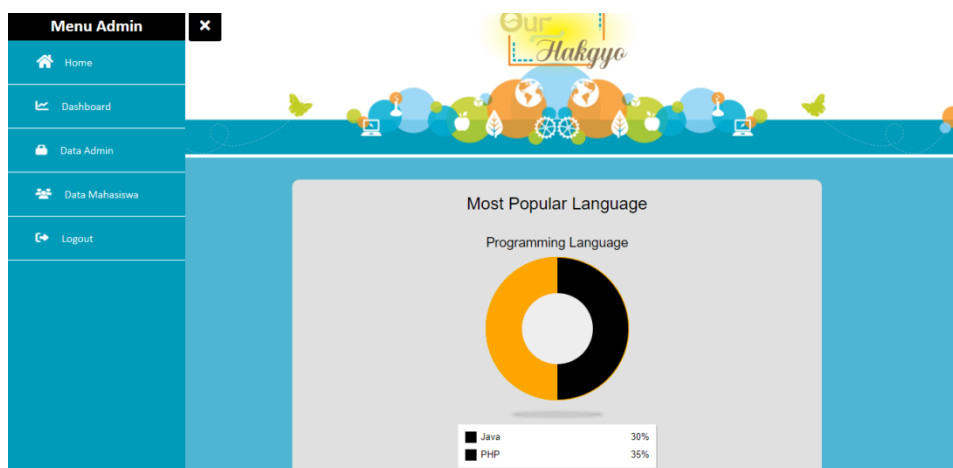 Menu Admin
Home
Dashboard
Data Admin
Data Mahasiswa
Logout
Our
Hakgyo
Most Popular Language
Programming Language
Java 30%
PHP 35%